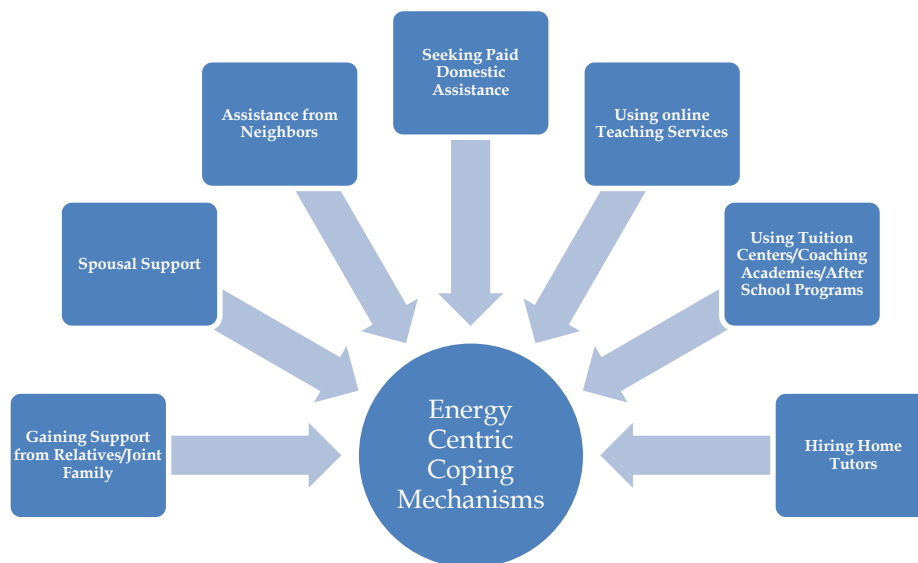 Seeking Paid
Domestic
Assistance
Assistance from
Neighbors
Using online
Teaching Services
Spousal Support
Using Tuition
Centers/Coaching
Academies/After
School Programs
Gaining Support
from Relatives/Joint
Family
Energy
Centric
Coping
Mechanisms
Hiring Home
Tutors